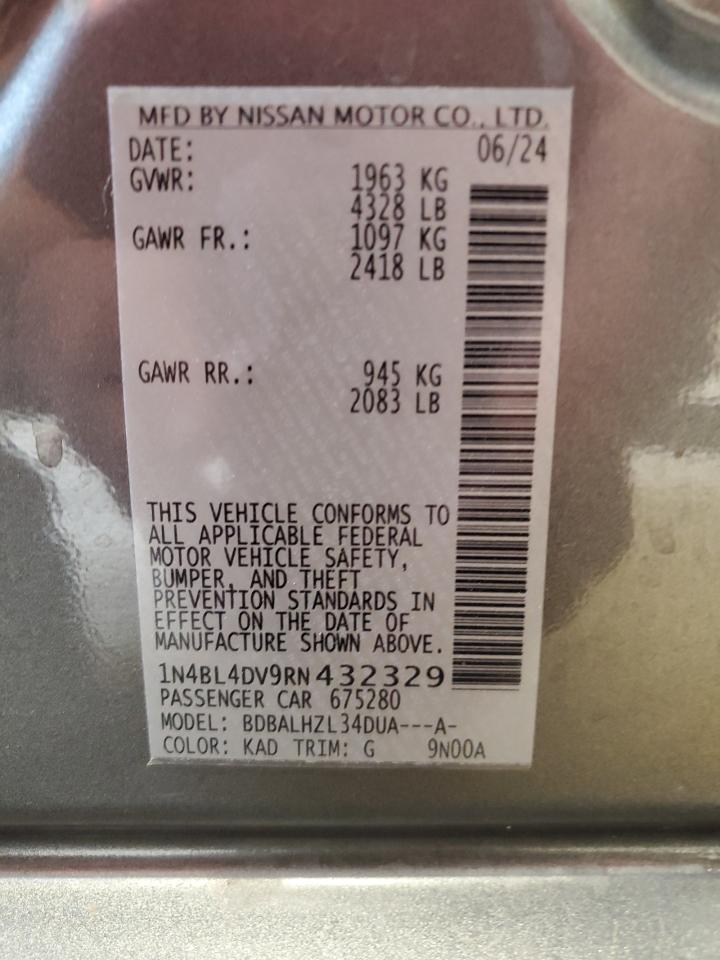 MFD BY NISSAN MOTOR CO., LTD.
DATE: 06/24
GVWR: 1963 KG
4328 LB
GAWR FR.: 1097 KG
2418 LB
GAWR RR.: 945 KG
2083 LB
THIS VEHICLE CONFORMS TO
ALL APPLICABLE FEDERAL
MOTOR VEHICLE SAFETY,
BUMPER, AND THEFT
PREVENTION STANDARDS IN
EFFECT ON THE DATE OF
MANUFACTURE SHOWN ABOVE.
1N4BL4DV9RN432329
PASSENGER CAR 675280
MODEL: BDBALHZL34DUA---A-
COLOR: KAD TRIM: G 9N00A